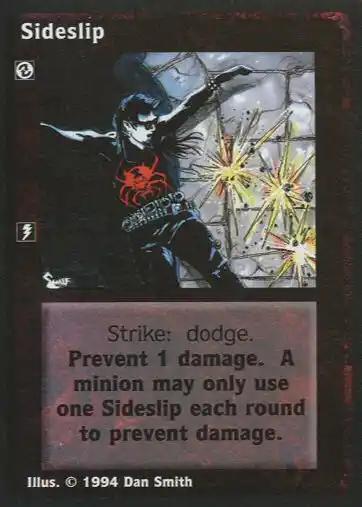 Sideslip
Strike: dodge.
Prevent 1 damage. A
minion may only use
one Sideslip each round
to prevent damage.
Illus. © 1994 Dan Smith